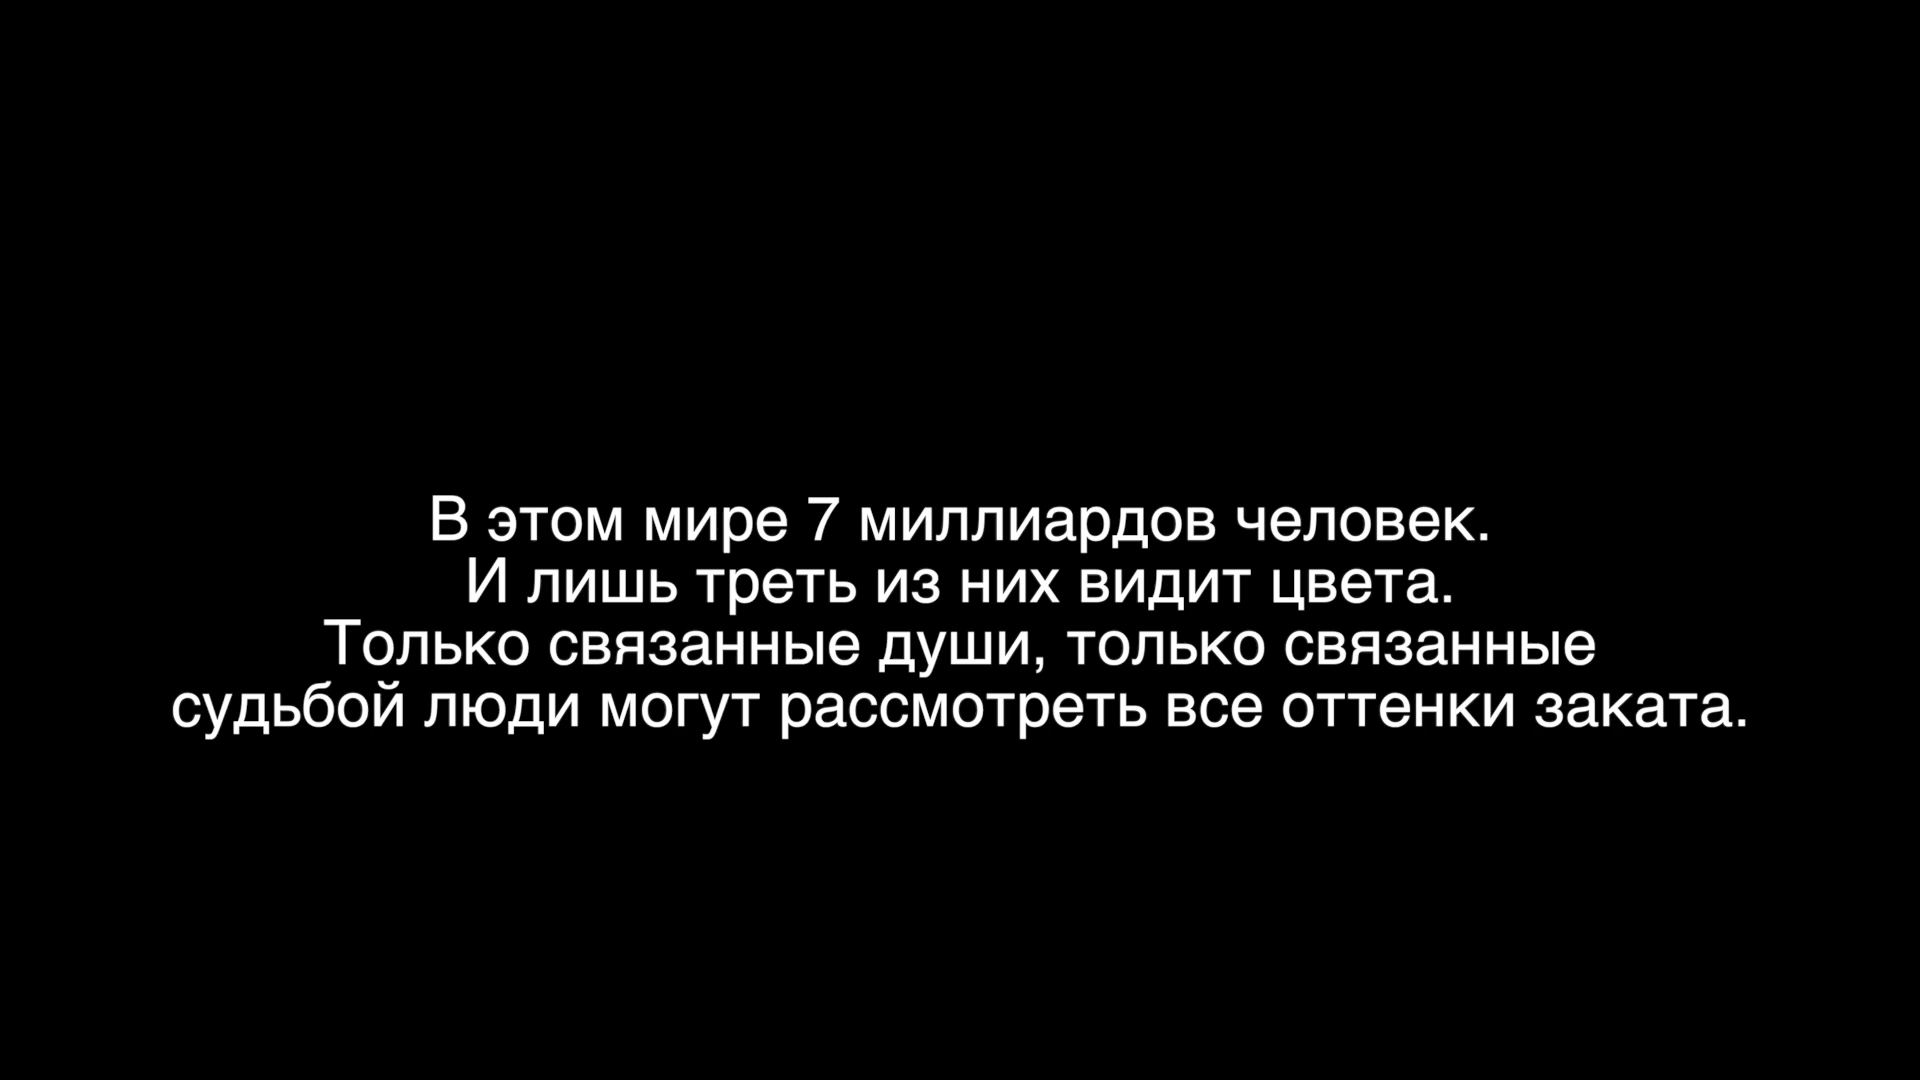 В этом мире 7 миллиардов человек.
И лишь треть из них видит цвета.
Только связанные души, только связанные
судьбой люди могут рассмотреть все оттенки заката.